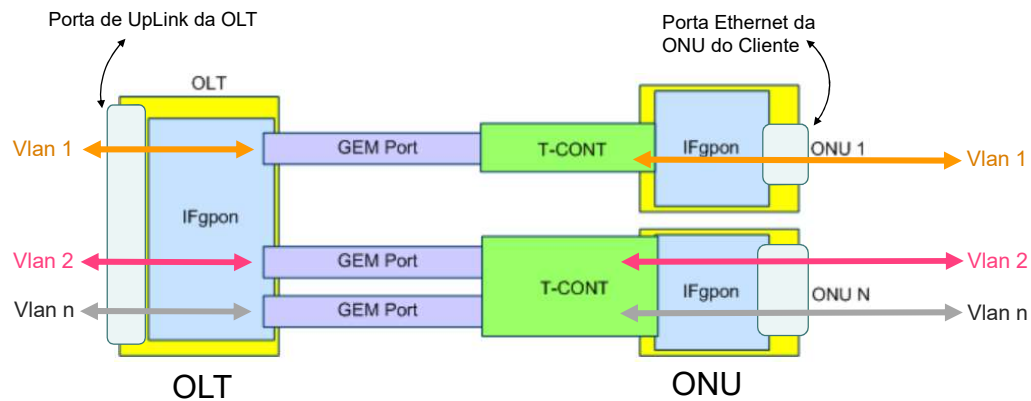 Porta de UpLink da OLT
Porta Ethernet da
ONU do Cliente
OLT
Vlan 1
GEM Port
T-CONT
IFgpon
ONU 1
Vlan 1
IFgpon
Vlan 2
GEM Port
Vlan 2
T-CONT
IFgpon
ONU N
Vlan n
GEM Port
Vlan n
OLT
ONU